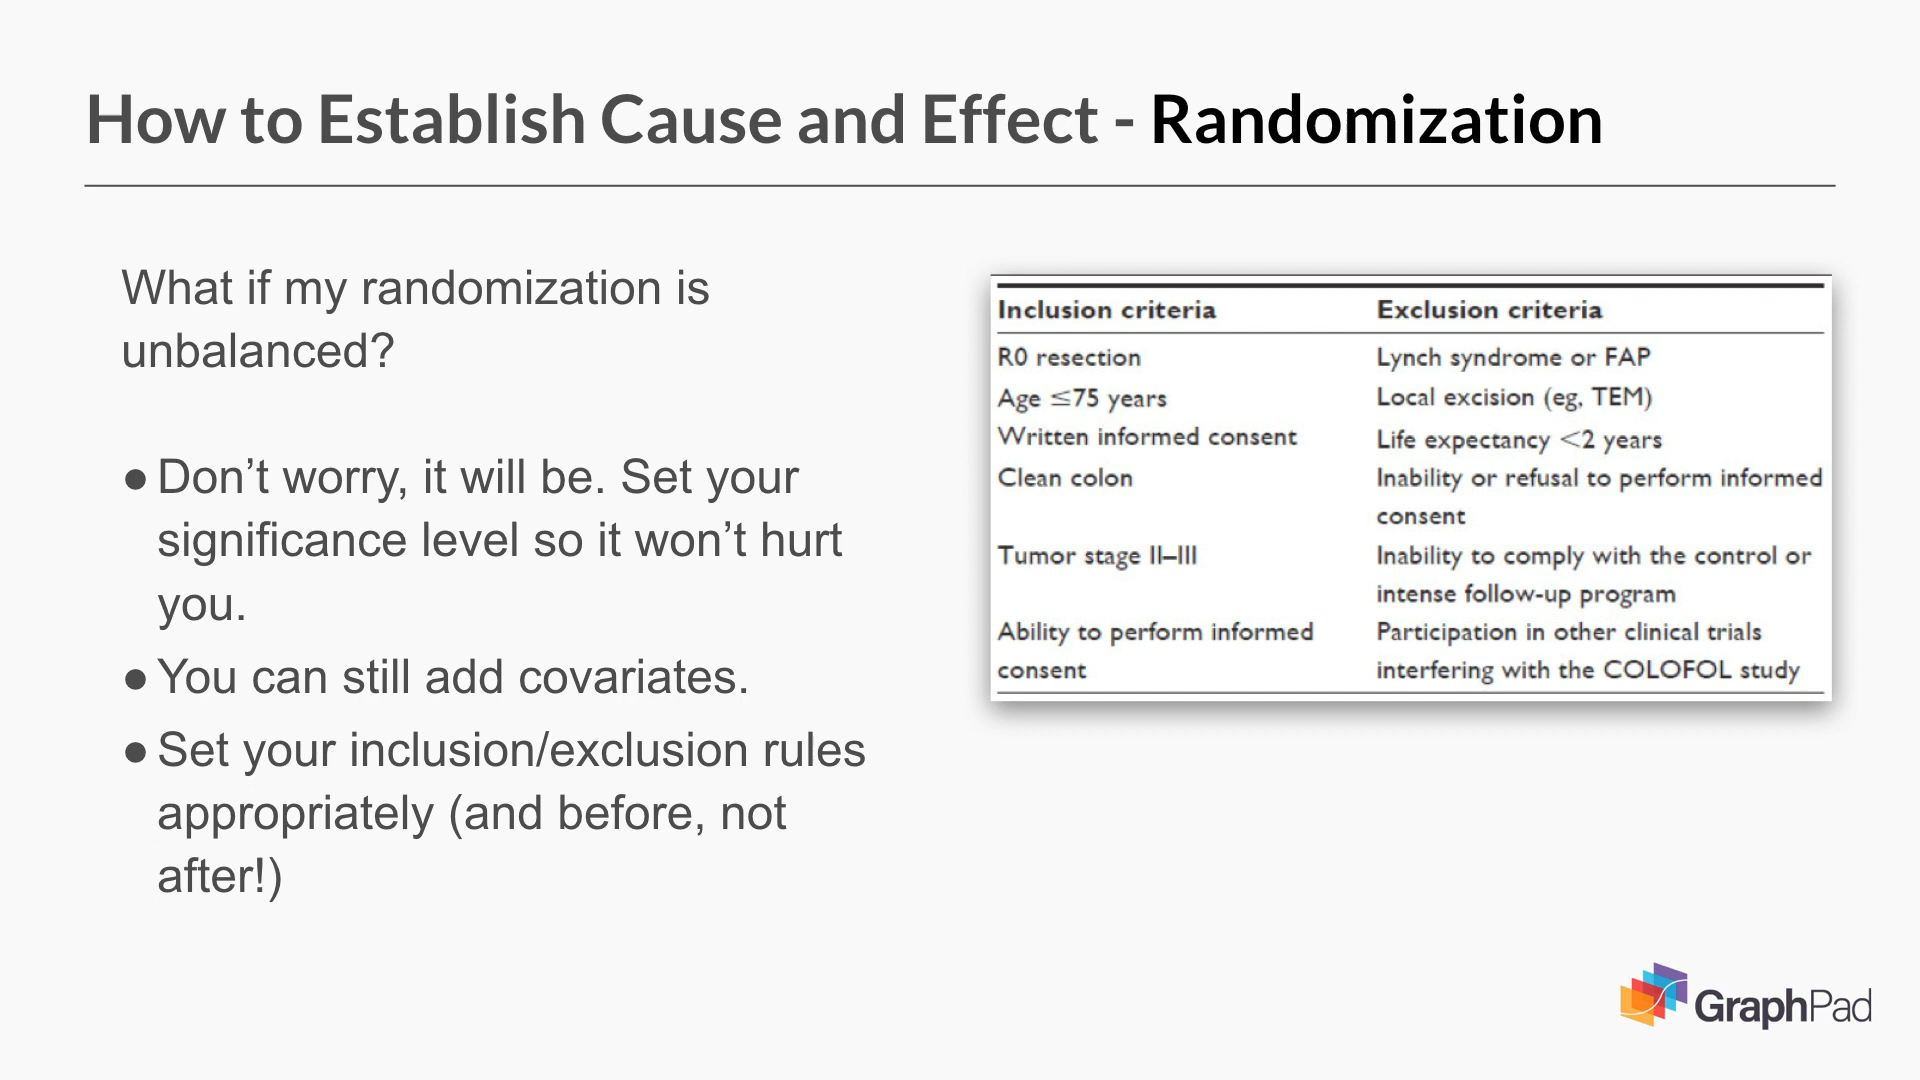 How to Establish Cause and Effect - Randomization
What if my randomization is
unbalanced?
● Don’t worry, it will be. Set your
significance level so it won’t hurt
you.
● You can still add covariates.
● Set your inclusion/exclusion rules
appropriately (and before, not
after!)
Inclusion criteria Exclusion criteria
R0 resection Lynch syndrome or FAP
Age ≤75 years Local excision (eg, TEM)
Written informed consent Life expectancy <2 years
Clean colon Inability or refusal to perform informed
consent
Tumor stage II–III Inability to comply with the control or
intense follow-up program
Ability to perform informed Participation in other clinical trials
consent interfering with the COLOFOL study
GraphPad